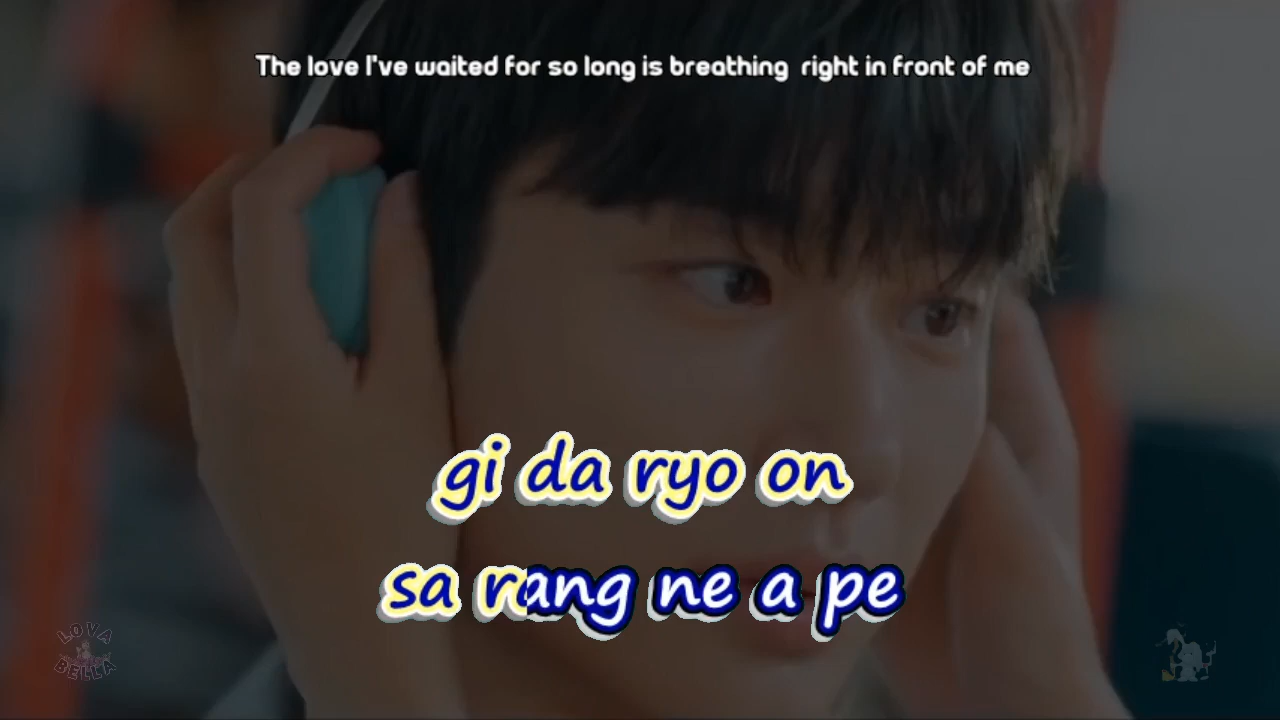 The love I've waited for so long is breathing right in front of me
gi da ryo on
sa rang ne a pe
LOVA
BELLA